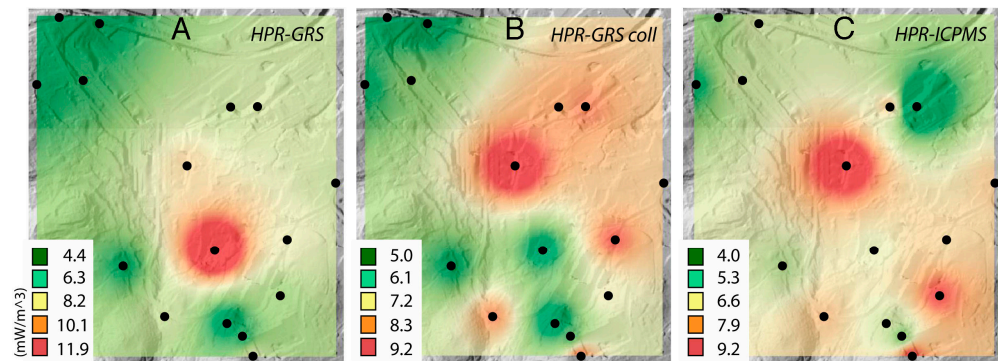 A
HPR-GRS
4.4
6.3
8.2
10.1
11.9
(mW/m^3)
B
HPR-GRS coll
5.0
6.1
7.2
8.3
9.2
C
HPR-ICPMS
4.0
5.3
6.6
7.9
9.2